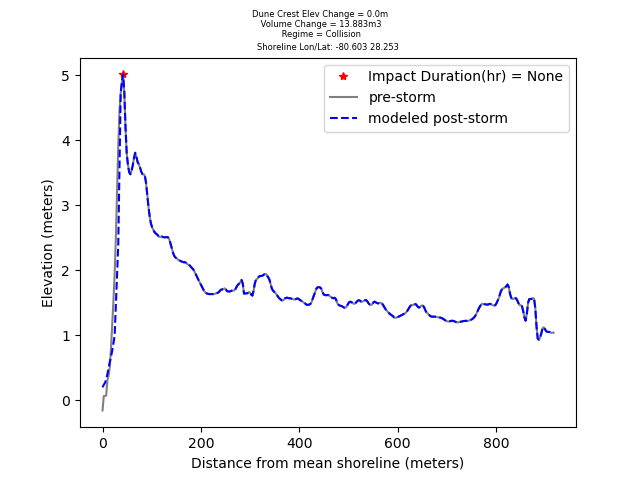 Dune Crest Elev Change = 0.0m
Volume Change = 13.883m3
Regime = Collision
Shoreline Lon/Lat: -80.603 28.253
Impact Duration(hr) = None
pre-storm
modeled post-storm
Elevation (meters)
5
4
3
2
1
0
0 200 400 600 800
Distance from mean shoreline (meters)